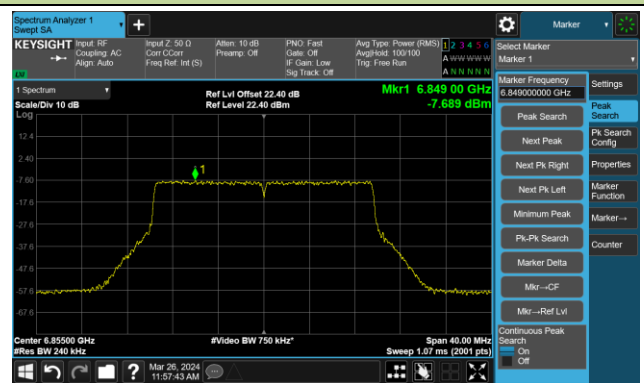 Spectrum Analyzer 1
Swept SA
Marker
KEYSIGHT
Input: RF
Coupling: AC
Align: Auto
Input Z: 50 Ω
Corr CCorr
Freq Ref: Int (S)
Atten: 10 dB
Preamp: Off
PNO: Fast
Gate: Off
IF Gain: Low
Sig Track: Off
Avg Type: Power (RMS)
Avg|Hold: 100/100
Trig: Free Run
1 2 3 4 5 6
A W W W W W
A N N N N N
LW
Select Marker
Marker 1
1 Spectrum
Scale/Div 10 dB
Log
Ref Lvl Offset 22.40 dB
Ref Level 22.40 dBm
Mkr1 6.849 00 GHz
-7.689 dBm
1
12.4
2.40
-7.60
-17.6
-27.6
-37.6
-47.6
-57.6
-67.6
Center 6.85500 GHz
#Res BW 240 kHz
#Video BW 750 kHz*
Span 40.00 MHz
Sweep 1.07 ms (2001 pts)
Marker Frequency
6.849000000 GHz
Peak Search
Next Peak
Next Pk Right
Next Pk Left
Minimum Peak
Pk-Pk Search
Marker Delta
Mkr→CF
Mkr→Ref Lvl
Continuous Peak
Search
On
Off
Settings
Peak
Search
Pk Search
Config
Properties
Marker
Function
Marker→
Counter
?
Mar 26, 2024
11:57:43 AM